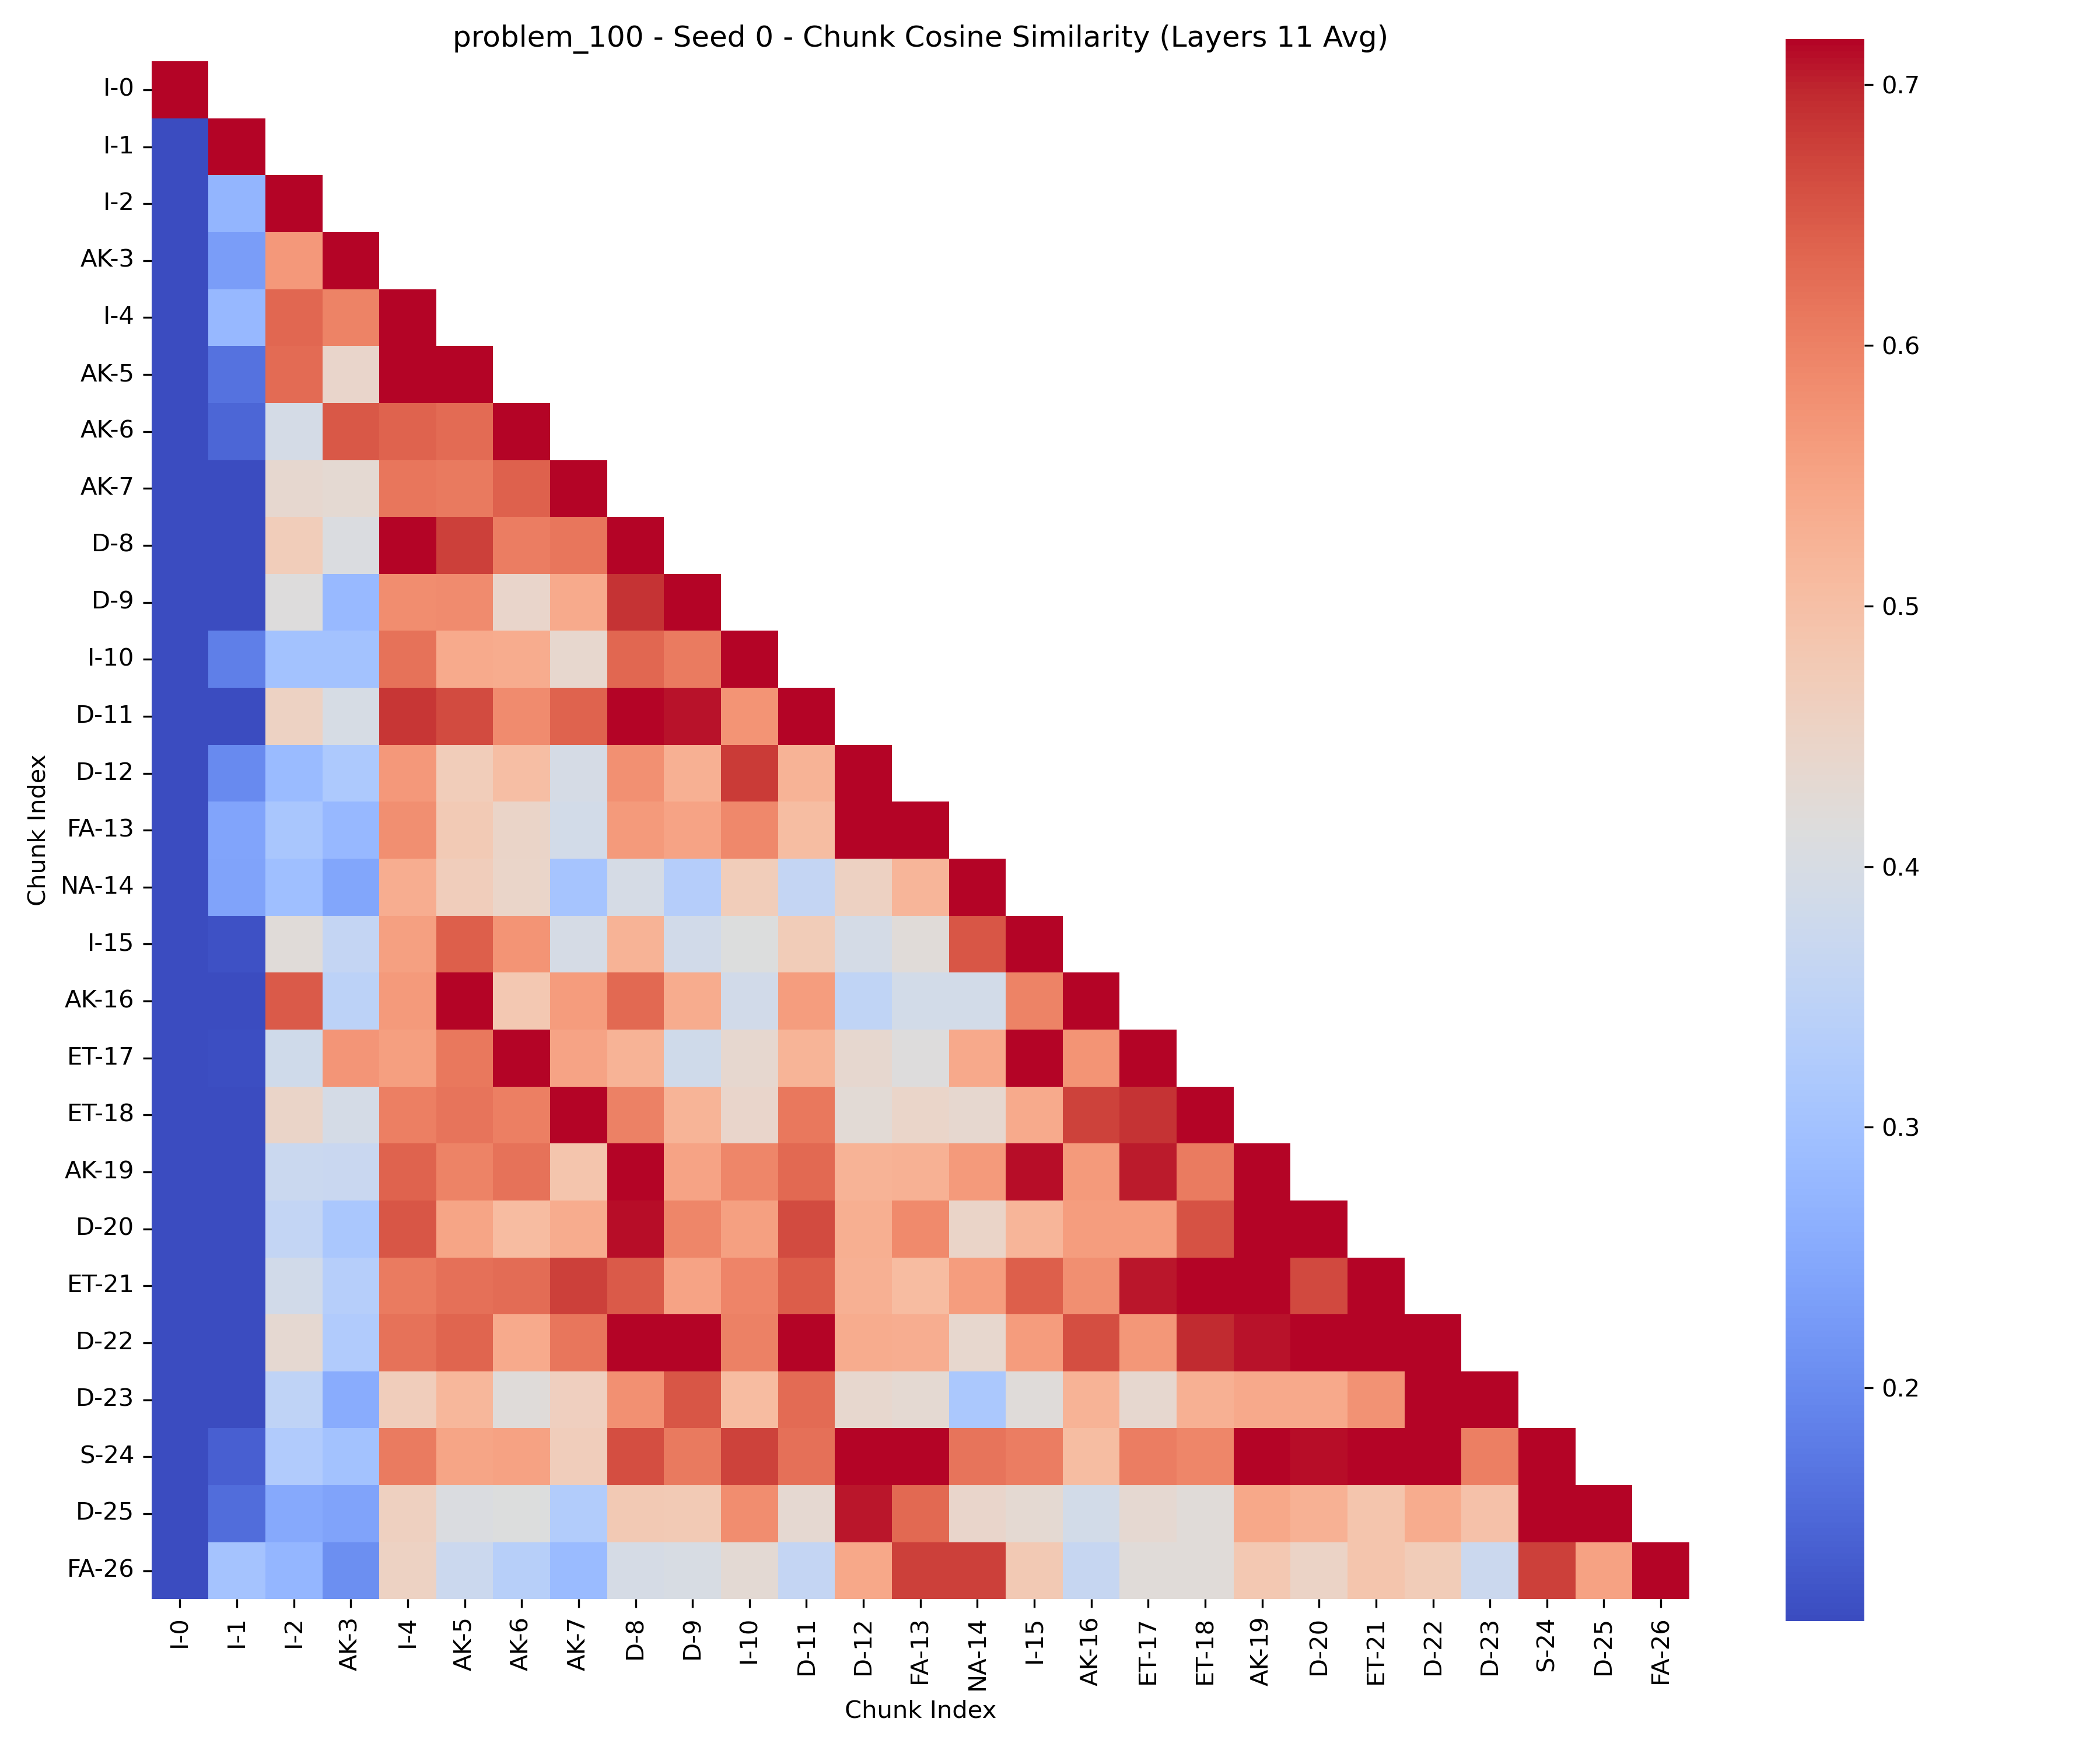 problem_100 - Seed 0 - Chunk Cosine Similarity (Layers 11 Avg)
Chunk Index
I-0
I-1
I-2
AK-3
I-4
AK-5
AK-6
AK-7
D-8
D-9
I-10
D-11
D-12
FA-13
NA-14
I-15
AK-16
ET-17
ET-18
AK-19
D-20
ET-21
D-22
D-23
S-24
D-25
FA-26
I-0
I-1
I-2
AK-3
I-4
AK-5
AK-6
AK-7
D-8
D-9
I-10
D-11
D-12
FA-13
NA-14
I-15
AK-16
ET-17
ET-18
AK-19
D-20
ET-21
D-22
D-23
S-24
D-25
FA-26
Chunk Index
0.7
0.6
0.5
0.4
0.3
0.2